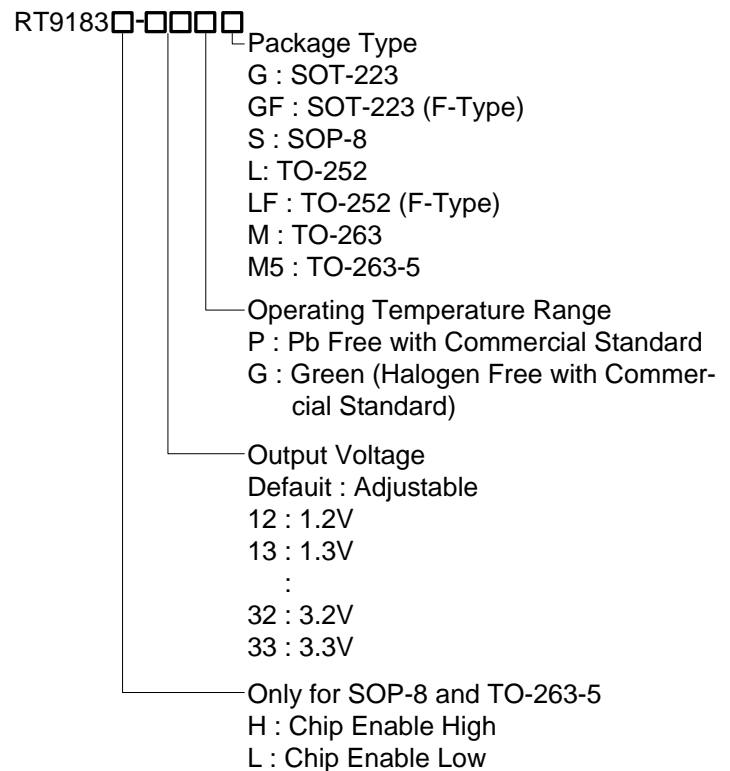 RT9183□-□□□□
Package Type
G : SOT-223
GF : SOT-223 (F-Type)
S : SOP-8
L: TO-252
LF : TO-252 (F-Type)
M : TO-263
M5 : TO-263-5
Operating Temperature Range
P : Pb Free with Commercial Standard
G : Green (Halogen Free with Commer-
cial Standard)
Output Voltage
Defauit : Adjustable
12 : 1.2V
13 : 1.3V
:
32 : 3.2V
33 : 3.3V
Only for SOP-8 and TO-263-5
H : Chip Enable High
L : Chip Enable Low